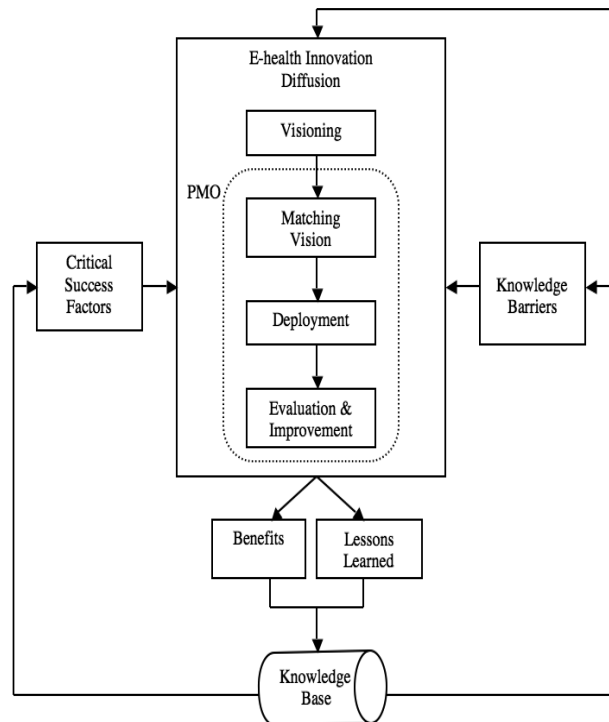 E-health Innovation
Diffusion
Visioning
PMO
Matching
Vision
Critical
Success
Factors
Deployment
Knowledge
Barriers
Evaluation &
Improvement
Benefits
Lessons
Learned
Knowledge
Base